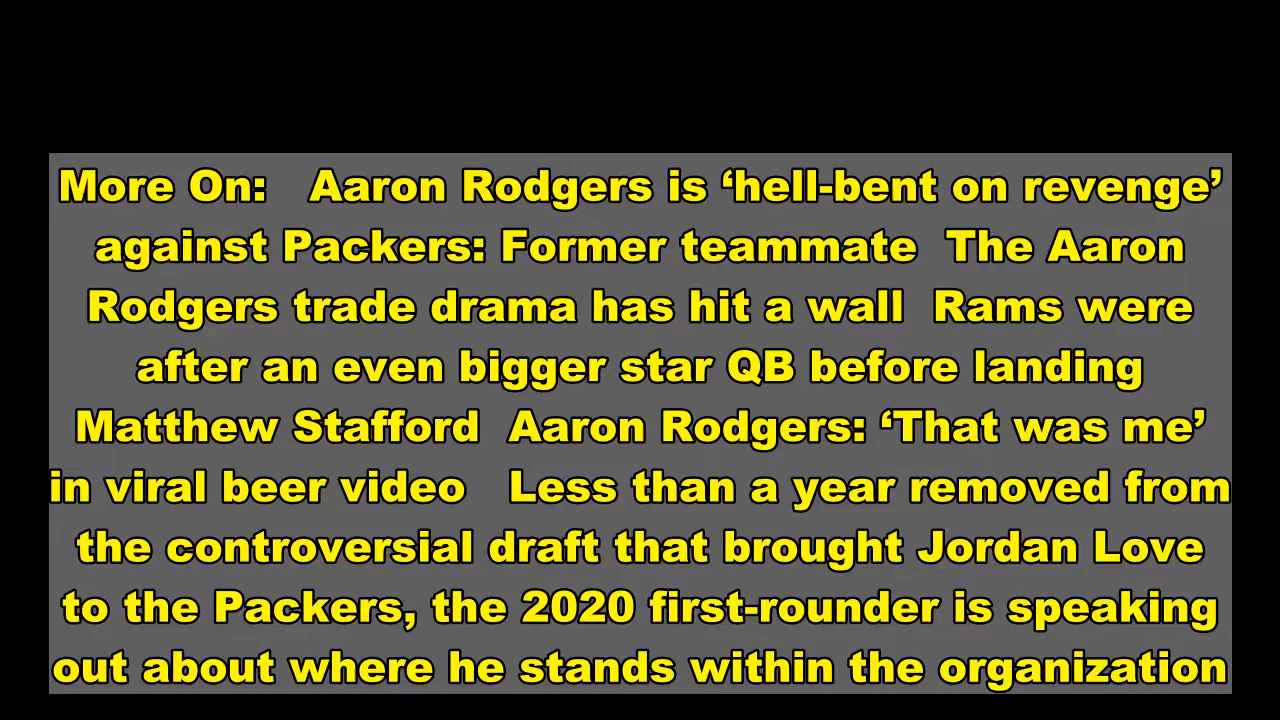 More On: Aaron Rodgers is ‘hell-bent on revenge’
against Packers: Former teammate The Aaron
Rodgers trade drama has hit a wall Rams were
after an even bigger star QB before landing
Matthew Stafford Aaron Rodgers: ‘That was me’
in viral beer video Less than a year removed from
the controversial draft that brought Jordan Love
to the Packers, the 2020 first-rounder is speaking
out about where he stands within the organization